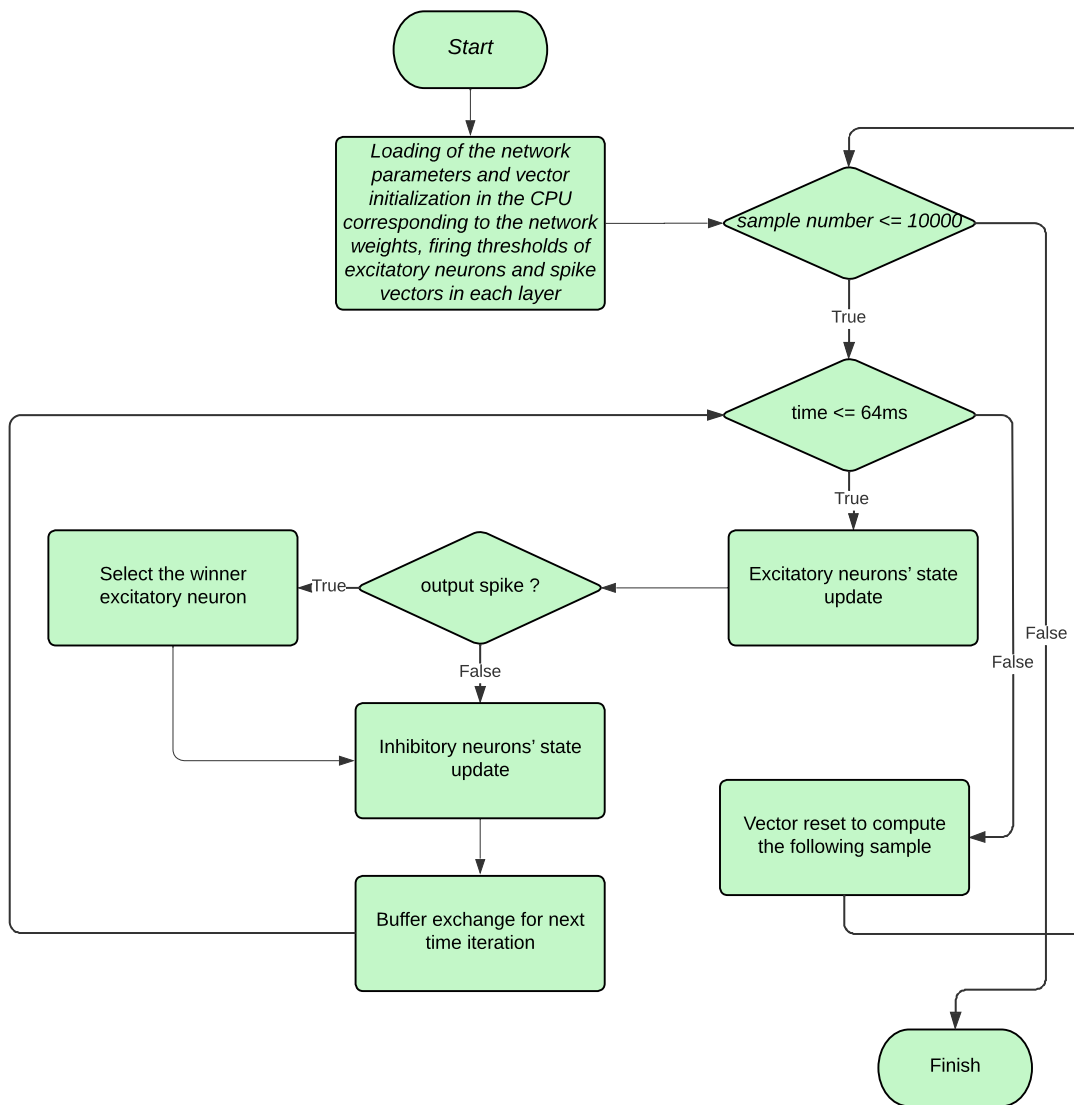 Start
Loading of the network
parameters and vector
initialization in the CPU
corresponding to the network
weights, firing thresholds of
excitatory neurons and spike
vectors in each layer
sample number <= 10000
True
time <= 64ms
True
Excitatory neurons’ state
update
output spike ?
True
Select the winner
excitatory neuron
False
Inhibitory neurons’ state
update
Buffer exchange for next
time iteration
False
False
Vector reset to compute
the following sample
Finish